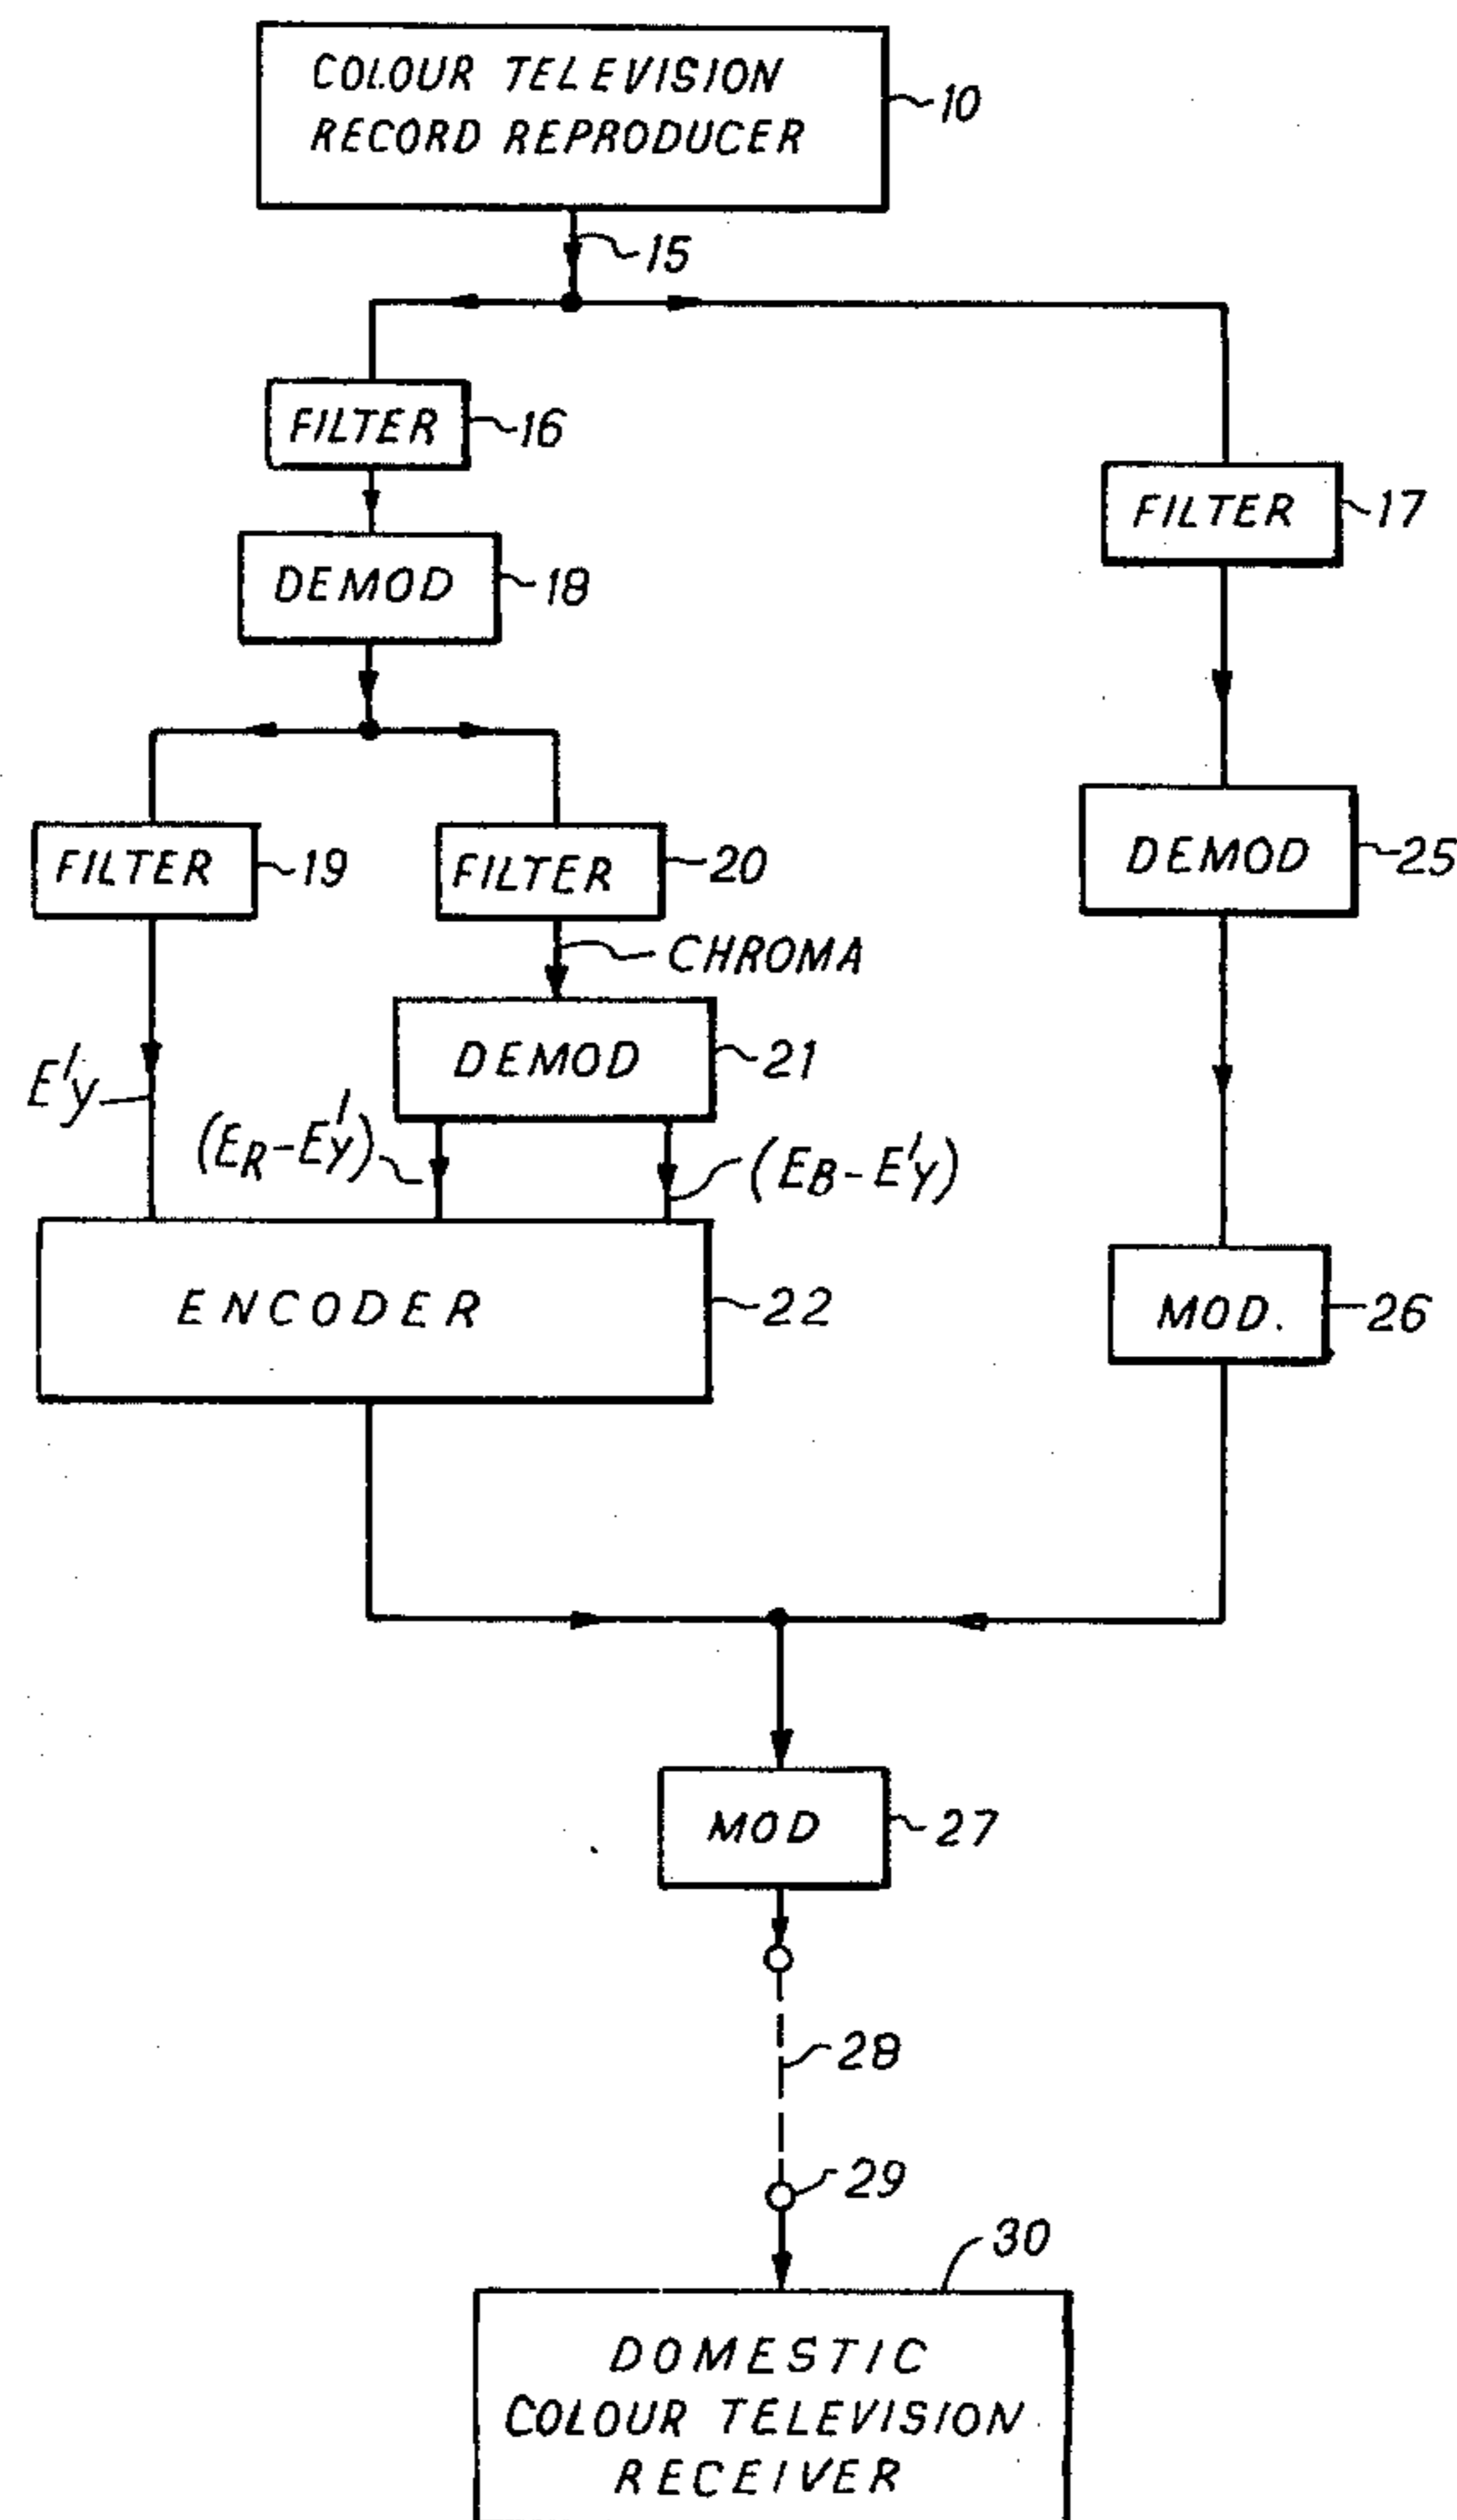 COLOUR TELEVISION
RECORD REPRODUCER
10
15
FILTER
16
FILTER
17
DEMOD
18
FILTER
19
FILTER
20
DEMOD
25
CHROMA
DEMOD
21
E'y
(ER-E'Y)
(EB-E'Y)
ENCODER
22
MOD.
26
MOD
27
28
29
30
DOMESTIC
COLOUR TELEVISION
RECEIVER